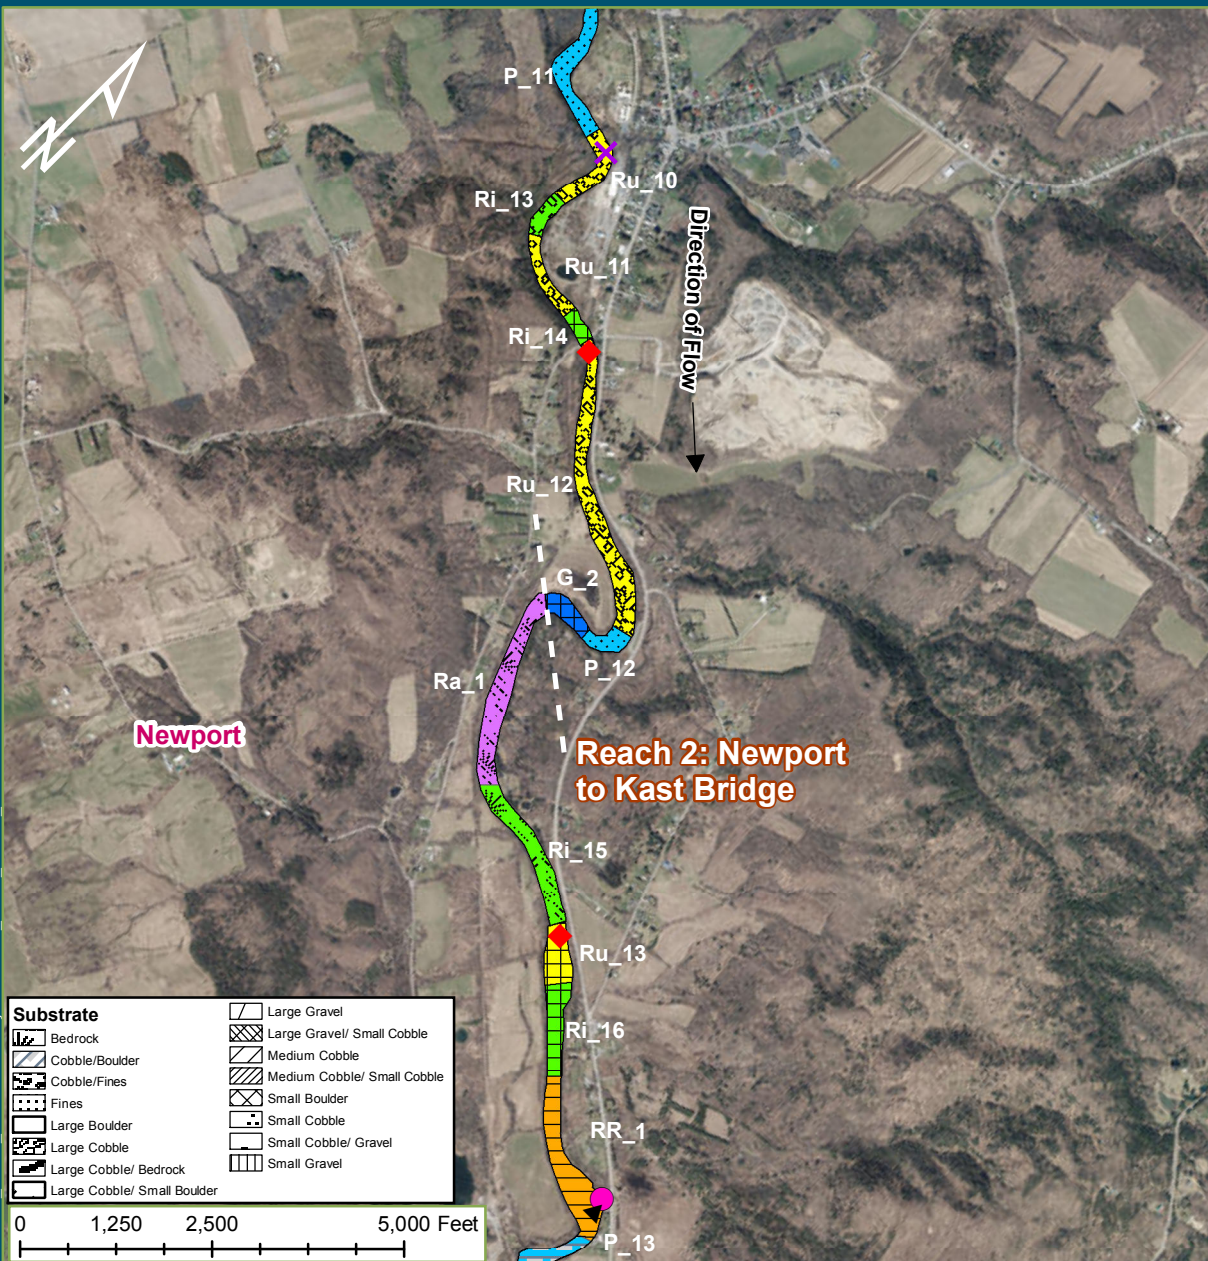 N
P_11
Ru_10
Ri_13
Direction of Flow
Ru_11
Ri_14
Ru_12
G_2
P_12
Ra_1
Newport
Reach 2: Newport
to Kast Bridge
Ri_15
Ru_13
Ri_16
RR_1
P_13
Substrate
Bedrock
Cobble/Boulder
Cobble/Fines
Fines
Large Boulder
Large Cobble
Large Cobble/ Bedrock
Large Cobble/ Small Boulder
Large Gravel
Large Gravel/ Small Cobble
Medium Cobble
Medium Cobble/ Small Cobble
Small Boulder
Small Cobble
Small Cobble/ Gravel
Small Gravel
0 1,250 2,500 5,000 Feet